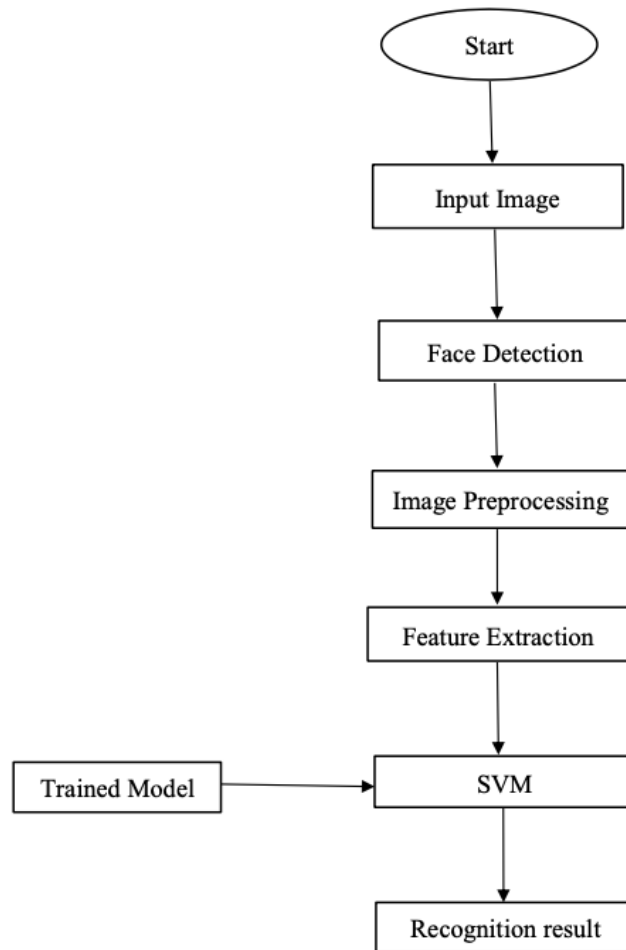 Start
Input Image
Face Detection
Image Preprocessing
Feature Extraction
Trained Model
SVM
Recognition result